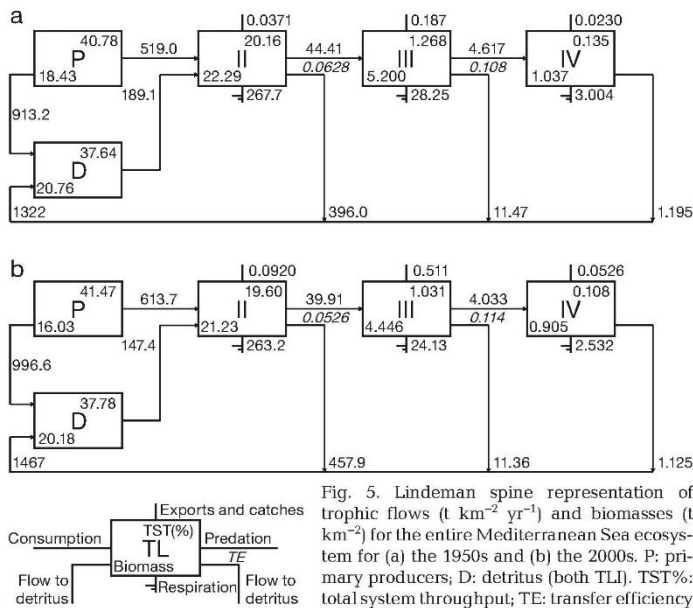 a
0.0371
0.187
0.0230
P
40.78
18.43
519.0
II
20.16
22.29
44.41
0.0628
III
1.268
5.200
4.617
0.108
IV
0.135
1.037
189.1
267.7
28.25
3.004
913.2
D
37.64
20.76
1322
396.0
11.47
1.195
b
0.0920
0.511
0.0526
P
41.47
16.03
613.7
II
19.60
21.23
39.91
0.0526
III
1.031
4.446
4.033
0.114
IV
0.108
0.905
147.4
263.2
24.13
2.532
996.6
D
37.78
20.18
1467
457.9
11.36
1.125
Exports and catches
Consumption
TST(%)
TL
Biomass
Predation
TE
Flow to
detritus
Respiration
Flow to
detritus
Fig. 5. Lindeman spine representation of
trophic flows (t km⁻² yr⁻¹) and biomasses (t
km⁻²) for the entire Mediterranean Sea ecosys-
tem for (a) the 1950s and (b) the 2000s. P: pri-
mary producers; D: detritus (both TLI). TST%:
total system throughput; TE: transfer efficiency